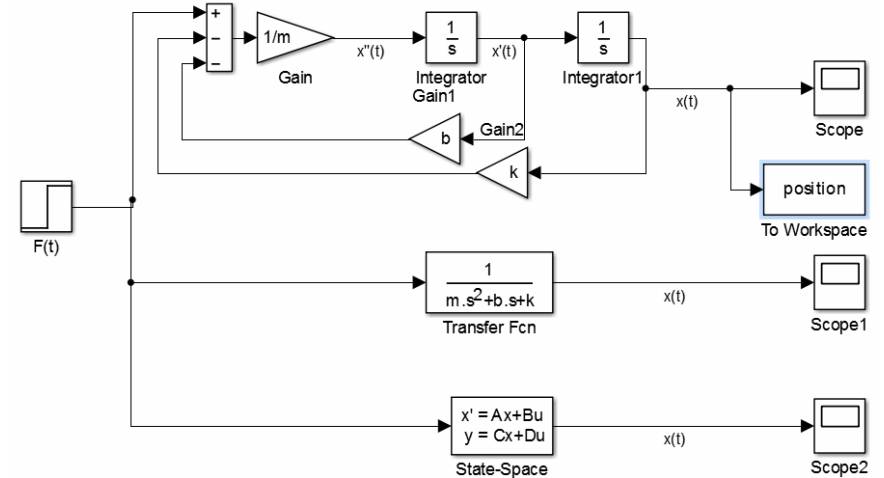 +
−
−
1/m
Gain
x''(t)
1
s
Integrator
x'(t)
1
s
Integrator1
x(t)
Scope
Gain1
b
Gain2
k
position
To Workspace
F(t)
1
m.s²+b.s+k
Transfer Fcn
x(t)
Scope1
x' = Ax+Bu
y = Cx+Du
State-Space
x(t)
Scope2